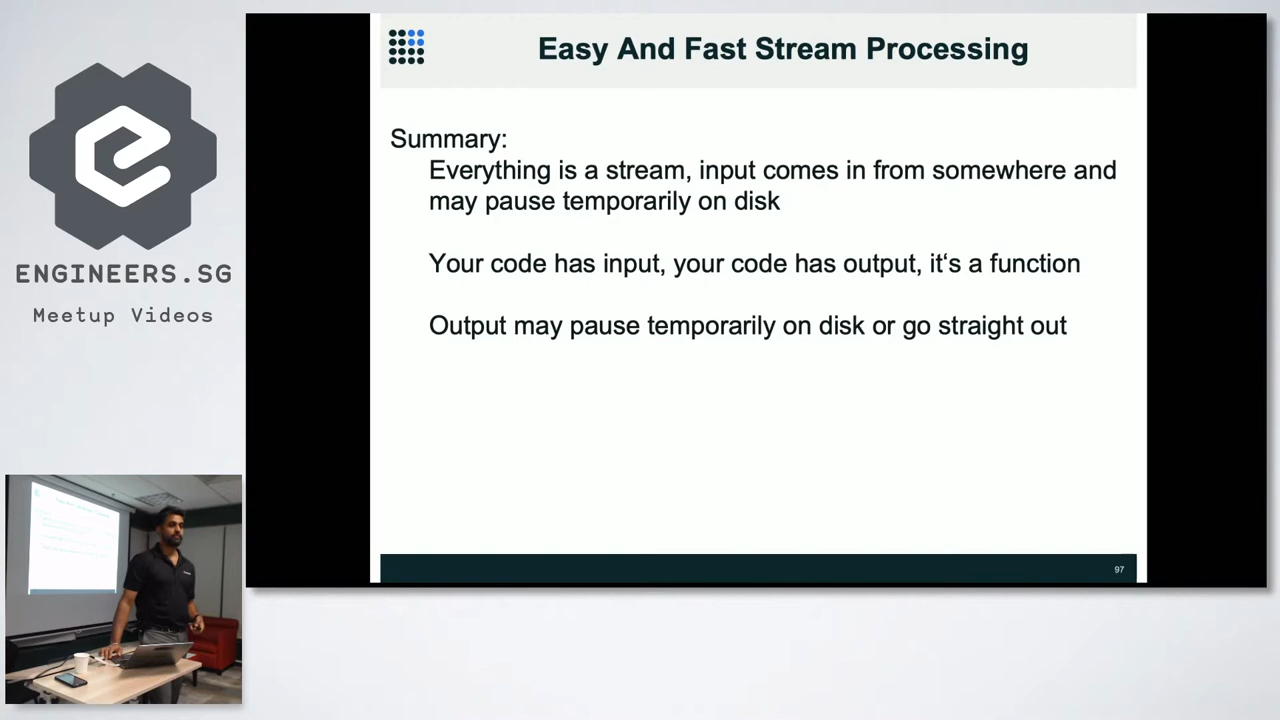 Easy And Fast Stream Processing
Summary:
Everything is a stream, input comes in from somewhere and
may pause temporarily on disk
Your code has input, your code has output, it‘s a function
Output may pause temporarily on disk or go straight out
97
ENGINEERS.SG
Meetup Videos